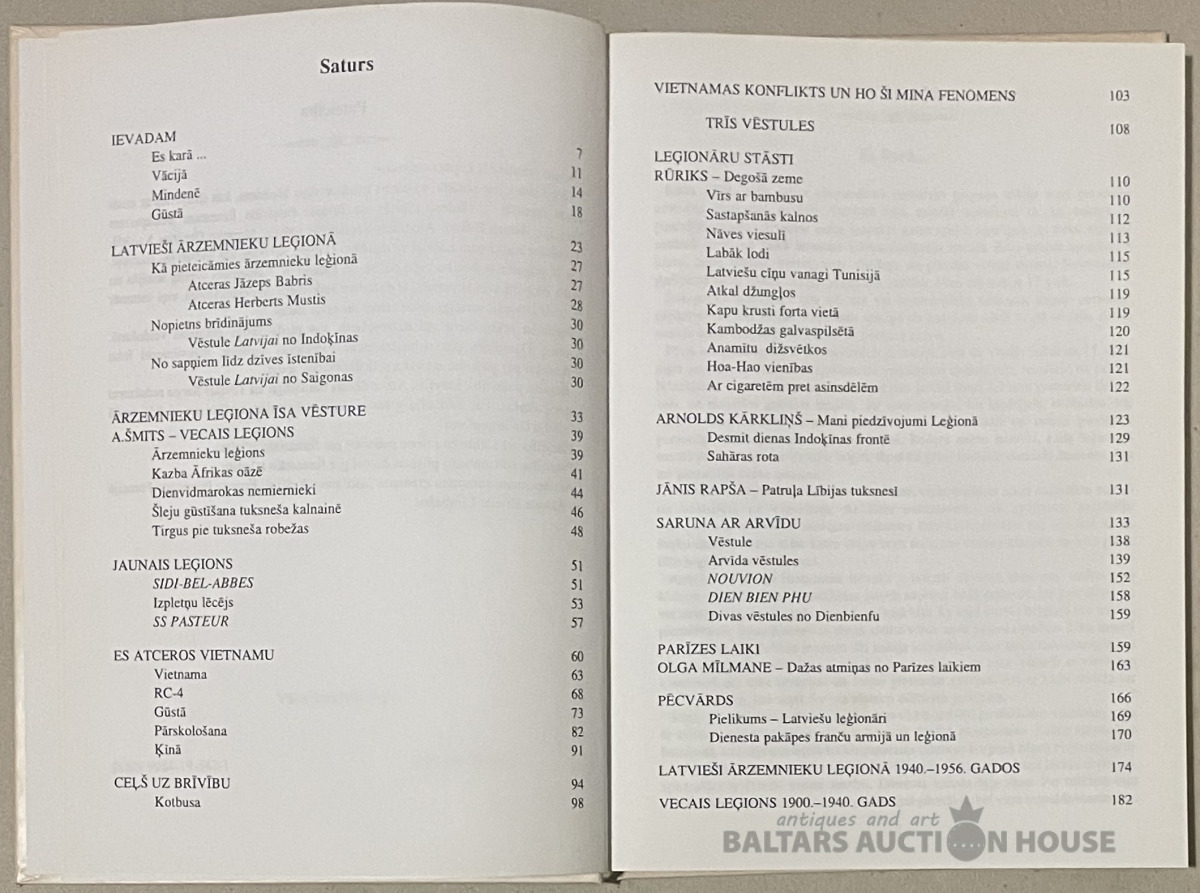 Saturs
IEVADAM
Es karā ... 7
Vācijā 11
Mindenē 14
Gūstā 18
LATVIEŠI ĀRZEMNIEKU LEĢIONĀ 23
Kā pieteicāmies ārzemnieku leģionā 27
Atceras Jāzeps Babris 27
Atceras Herberts Mustis 28
Nopietns brīdinājums 30
Vēstule Latvijai no Indoķīnas 30
No sapņiem līdz dzīves īstenībai 30
Vēstule Latvijai no Saigonas 30
ĀRZEMNIEKU LEĢIONA ĪSA VĒSTURE 33
A.ŠMITS – VECAIS LEĢIONS 39
Ārzemnieku leģions 39
Kazba Āfrikas oāzē 41
Dienvidmarokas nemiernieki 44
Šleju gūstīšana tuksneša kalnainē 46
Tirgus pie tuksneša robežas 48
JAUNAIS LEĢIONS 51
SIDI-BEL-ABBES 51
Izpletņu lēcējs 53
SS PASTEUR 57
ES ATCEROS VIETNAMU 60
Vietnama 63
RC-4 68
Gūstā 73
Pārskološana 82
Ķīnā 91
CEĻŠ UZ BRĪVĪBU 94
Kotbusa 98
VIETNAMAS KONFLIKTS UN HO ŠI MINA FENOMENS 103
TRĪS VĒSTULES 108
LEĢIONĀRU STĀSTI
RŪRIKS – Degošā zeme 110
Vīrs ar bambusu 110
Sastapšanās kalnos 112
Nāves viesulī 113
Labāk lodi 115
Latviešu cīņu vanagi Tunisijā 115
Atkal džungļos 119
Kapu krusti forta vietā 119
Kambodžas galvaspilsētā 120
Anamītu dižsvētkos 121
Hoa-Hao vienības 121
Ar cigaretēm pret asinsdēlēm 122
ARNOLDS KĀRKLIŅŠ – Mani piedzīvojumi Leģionā 123
Desmit dienas Indoķīnas frontē 129
Sahāras rota 131
JĀNIS RAPŠA – Patruļa Lībijas tuksnesī 131
SARUNA AR ARVĪDU 133
Vēstule 138
Arvīda vēstules 139
NOUVION 152
DIEN BIEN PHU 158
Divas vēstules no Dienbienfu 159
PARĪZES LAIKI 159
OLGA MĪLMANE – Dažas atmiņas no Parīzes laikiem 163
PĒCVĀRDS 166
Pielikums – Latviešu leģionāri 169
Dienesta pakāpes franču armijā un leģionā 170
LATVIEŠI ĀRZEMNIEKU LEĢIONĀ 1940.–1956. GADOS 174
VECAIS LEĢIONS 1900.–1940. GADS 182
antiques and art
BALTARS AUCTION HOUSE